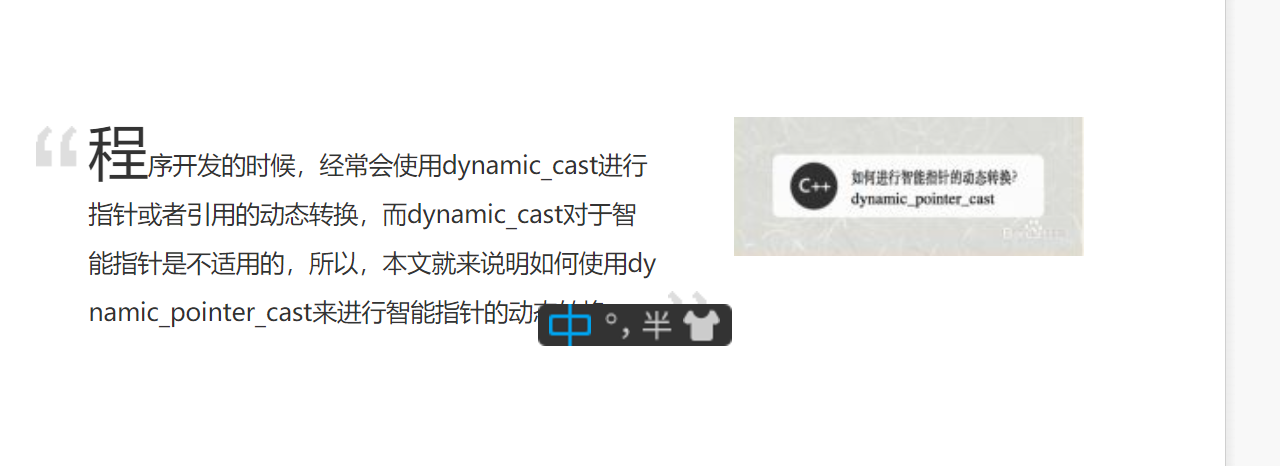 程序开发的时候，经常会使用dynamic_cast进行
指针或者引用的动态转换，而dynamic_cast对于智
能指针是不适用的，所以，本文就来说明如何使用dy
namic_pointer_cast来进行智能指针的动
C++
如何进行智能指针的动态转换？
dynamic_pointer_cast
中 °，半